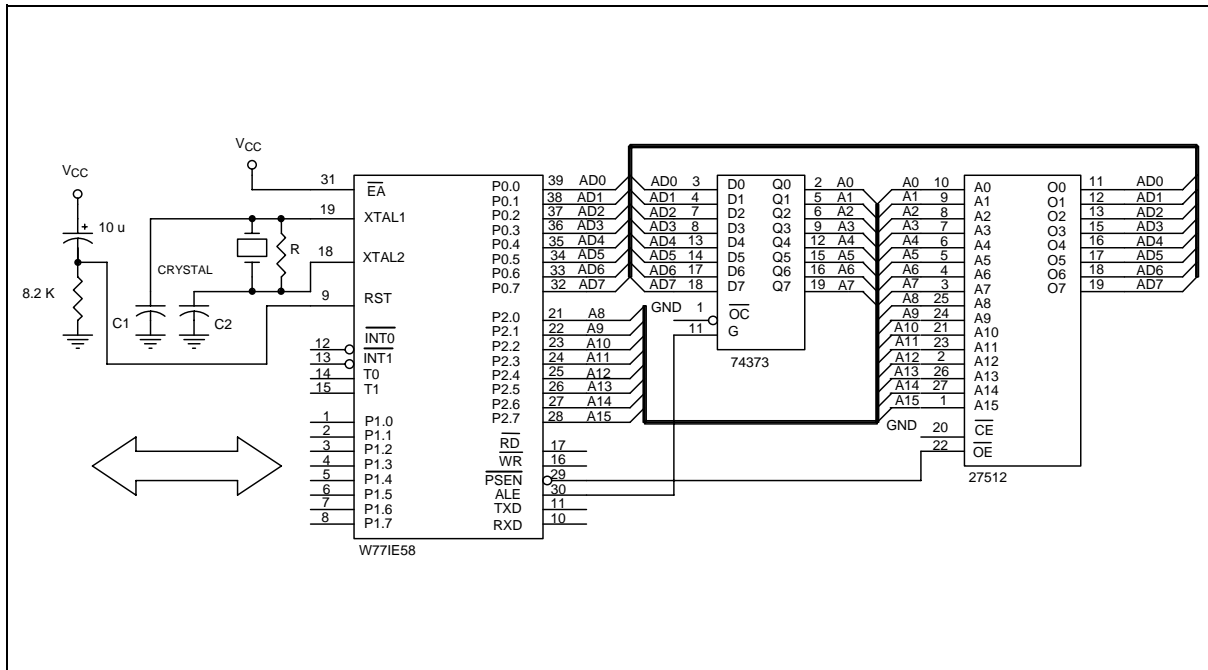 VCC
10 u
8.2 K
C1
CRYSTAL
C2
R
VCC
31 EA
19 XTAL1
18 XTAL2
9 RST
12 INT0
13 INT1
14 T0
15 T1
1 P1.0
2 P1.1
3 P1.2
4 P1.3
5 P1.4
6 P1.5
7 P1.6
8 P1.7
P0.0 39 AD0
P0.1 38 AD1
P0.2 37 AD2
P0.3 36 AD3
P0.4 35 AD4
P0.5 34 AD5
P0.6 33 AD6
P0.7 32 AD7
P2.0 21 A8
P2.1 22 A9
P2.2 23 A10
P2.3 24 A11
P2.4 25 A12
P2.5 26 A13
P2.6 27 A14
P2.7 28 A15
RD 17
WR 16
PSEN 29
ALE 30
TXD 11
RXD 10
W77IE58
AD0 3 D0 Q0 2 A0
AD1 4 D1 Q1 5 A1
AD2 7 D2 Q2 6 A2
AD3 8 D3 Q3 9 A3
AD4 13 D4 Q4 12 A4
AD5 14 D5 Q5 15 A5
AD6 17 D6 Q6 16 A6
AD7 18 D7 Q7 19 A7
GND 1 OC
11 G
74373
A0 10 A0 O0 11 AD0
A1 9 A1 O1 12 AD1
A2 8 A2 O2 13 AD2
A3 7 A3 O3 15 AD3
A4 6 A4 O4 16 AD4
A5 5 A5 O5 17 AD5
A6 4 A6 O6 18 AD6
A7 3 A7 O7 19 AD7
A8 25 A8
A9 24 A9
A10 21 A10
A11 23 A11
A12 2 A12
A13 26 A13
A14 27 A14
A15 1 A15
GND 20 CE
22 OE
27512